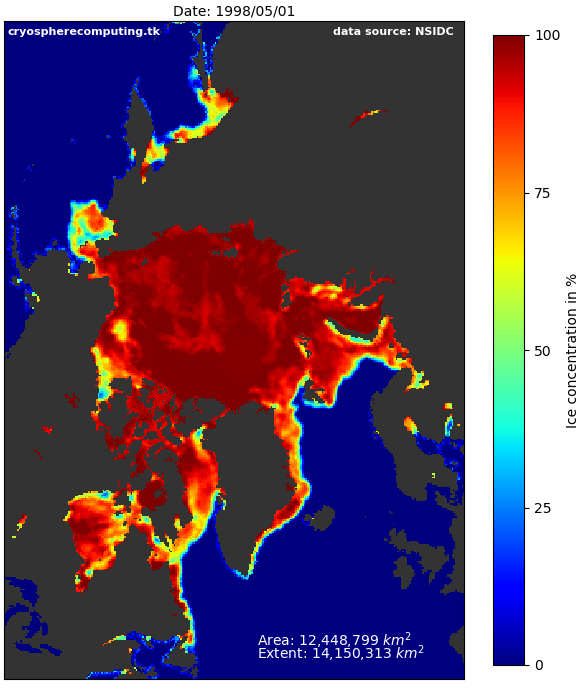 Date: 1998/05/01
cryospherecomputing.tk
data source: NSIDC
100
75
50
25
0
Ice concentration in %
Area: 12,448,799 km²
Extent: 14,150,313 km²